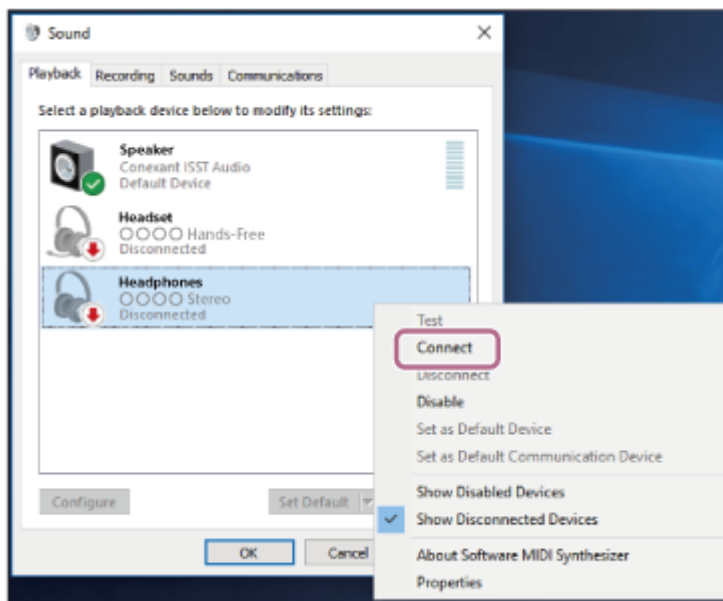 Sound
Playback Recording Sounds Communications
Select a playback device below to modify its settings:
Speaker
Conexant ISST Audio
Default Device
Headset
○○○○ Hands-Free
Disconnected
Headphones
○○○○ Stereo
Disconnected
Test
Connect
Disconnect
Disable
Set as Default Device
Set as Default Communication Device
Show Disabled Devices
Show Disconnected Devices
About Software MIDI Synthesizer
Properties
Configure Set Default
OK Cancel